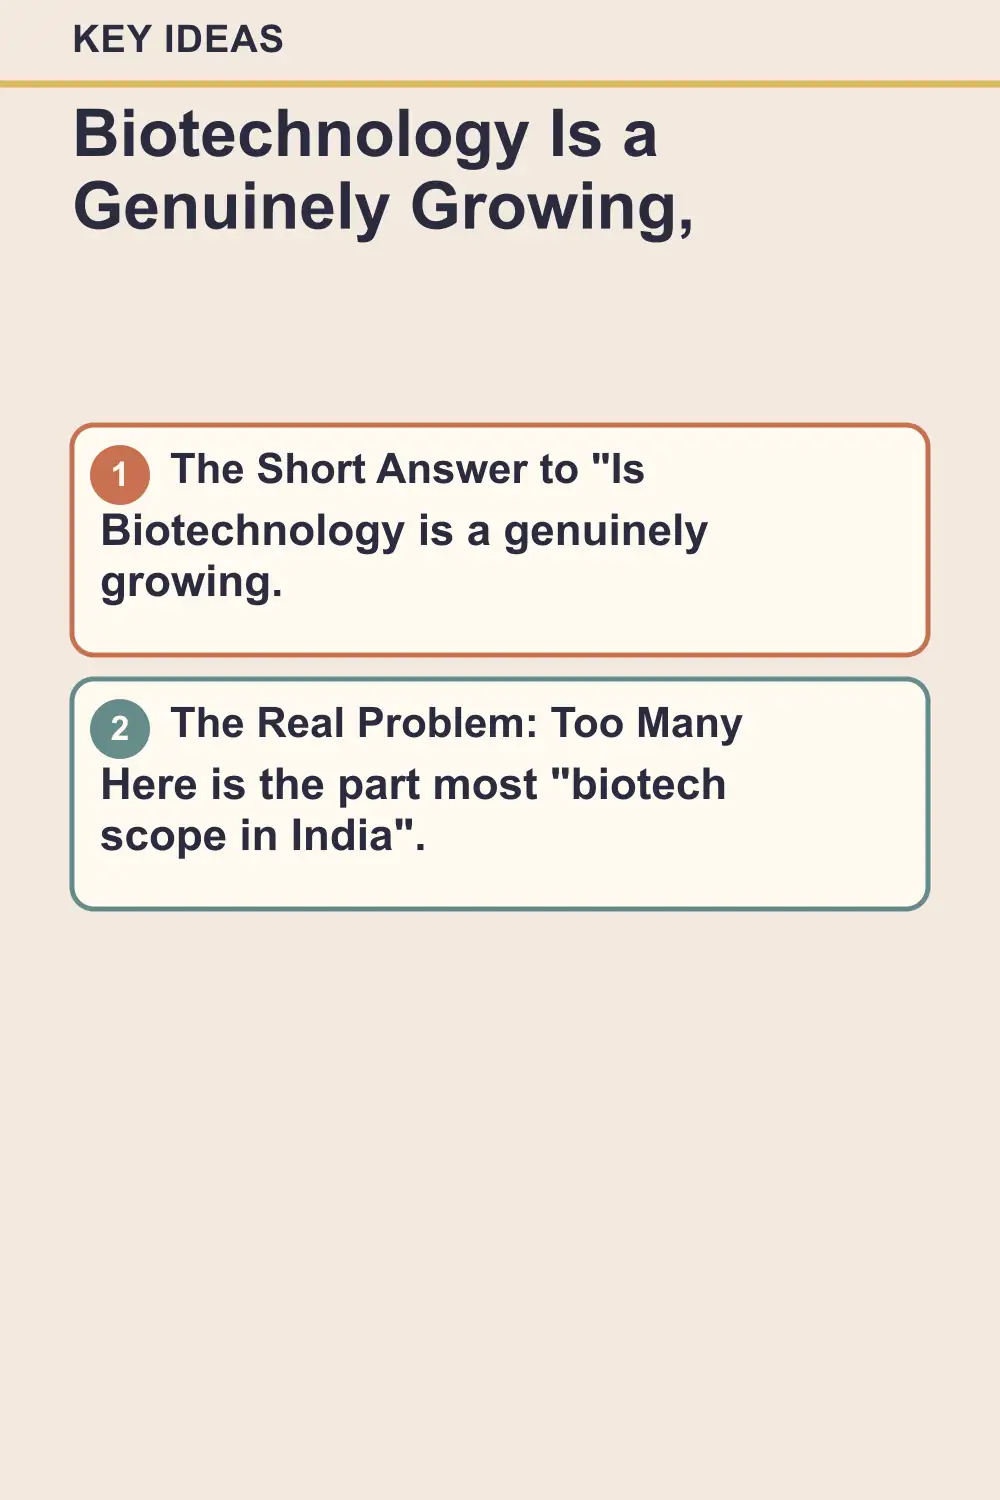 KEY IDEAS
Biotechnology Is a
Genuinely Growing,
1 The Short Answer to "Is
Biotechnology is a genuinely
growing.
2 The Real Problem: Too Many
Here is the part most "biotech
scope in India".